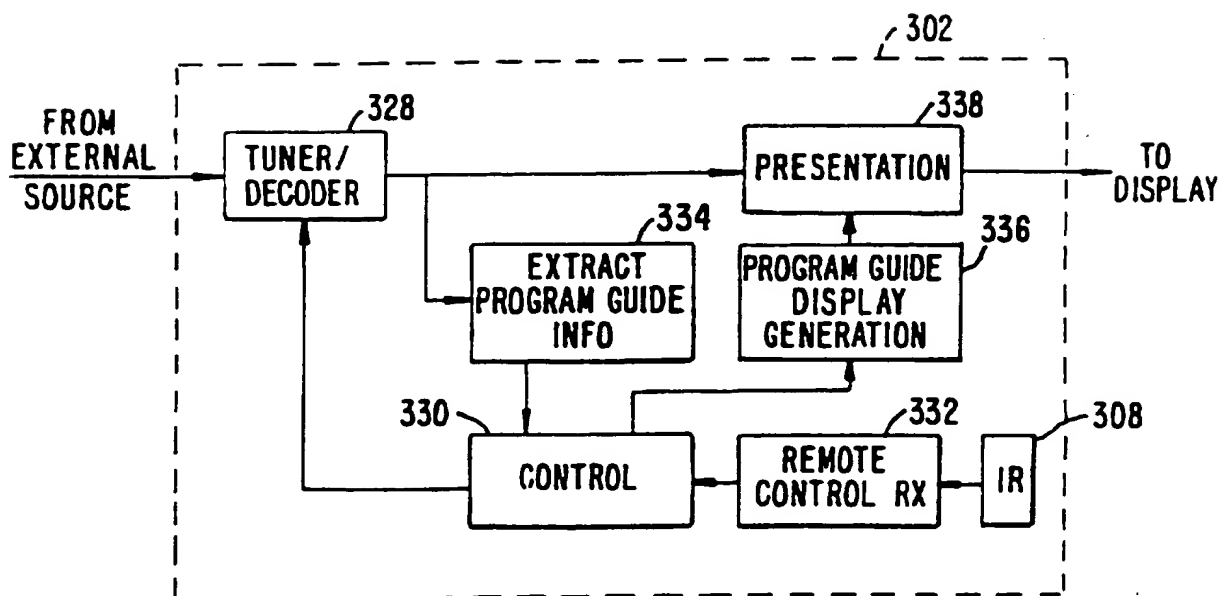 302
FROM
EXTERNAL
SOURCE
328
TUNER/
DECODER
338
PRESENTATION
TO
DISPLAY
334
EXTRACT
PROGRAM GUIDE
INFO
336
PROGRAM GUIDE
DISPLAY
GENERATION
330
CONTROL
332
REMOTE
CONTROL RX
308
IR